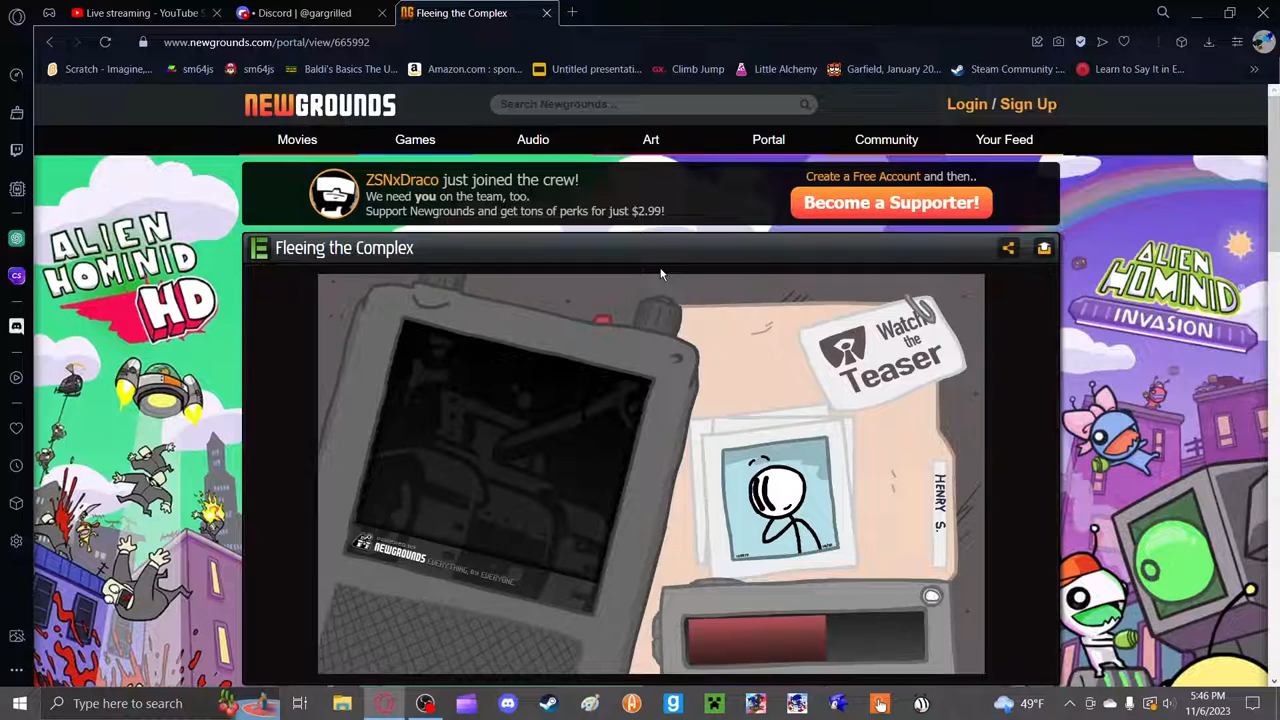 Live streaming - YouTube S
• Discord | @gargrilled
Fleeing the Complex
www.newgrounds.com/portal/view/665992
Scratch - Imagine,...
sm64js
sm64js
Baldi's Basics The U...
Amazon.com : spon...
Untitled presentati...
GX
Climb Jump
Little Alchemy
Garfield, January 20...
Steam Community :...
Learn to Say It in E...
NEWGROUNDS
Search Newgrounds...
Login / Sign Up
Movies
Games
Audio
Art
Portal
Community
Your Feed
ZSNxDraco just joined the crew!
We need you on the team, too.
Support Newgrounds and get tons of perks for just $2.99!
Create a Free Account and then..
Become a Supporter!
ALIEN
HOMINID
HD
E
Fleeing the Complex
Watch
the
Teaser
HENRY S.
POWERED BY
NEWGROUNDS
EVERYTHING, BY EVERYONE.
ALIEN
HOMINID
INVASION
Type here to search
49°F
5:46 PM
11/6/2023